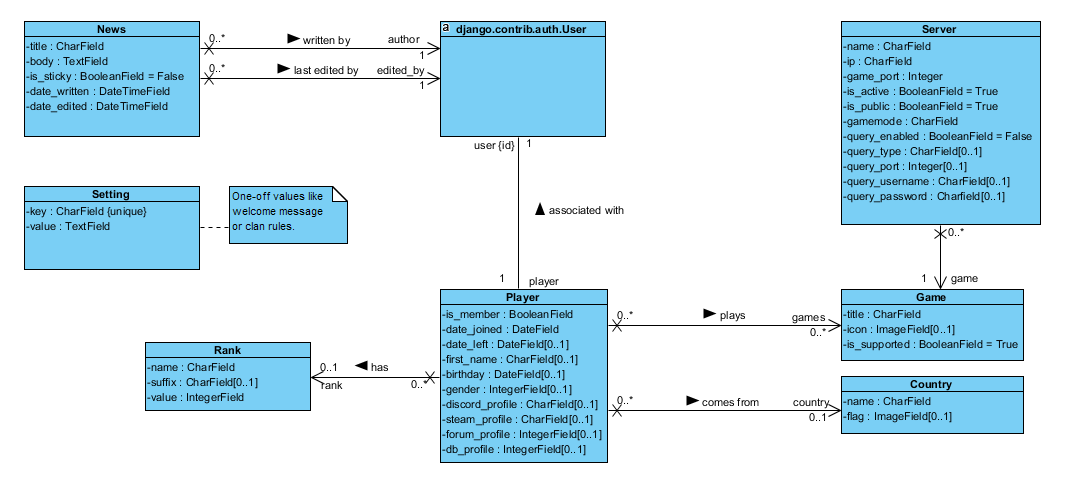 News
-title : CharField
-body : TextField
-is_sticky : BooleanField = False
-date_written : DateTimeField
-date_edited : DateTimeField
0..*
written by
author
1
0..*
last edited by
edited_by
1
a
django.contrib.auth.User
user {id}
1
associated with
1
player
Server
-name : CharField
-ip : CharField
-game_port : Integer
-is_active : BooleanField = True
-is_public : BooleanField = True
-gamemode : CharField
-query_enabled : BooleanField = False
-query_type : CharField[0..1]
-query_port : Integer[0..1]
-query_username : CharField[0..1]
-query_password : Charfield[0..1]
0..*
1
game
Setting
-key : CharField {unique}
-value : TextField
One-off values like
welcome message
or clan rules.
Player
-is_member : BooleanField
-date_joined : DateField
-date_left : DateField[0..1]
-first_name : CharField[0..1]
-birthday : DateField[0..1]
-gender : IntegerField[0..1]
-discord_profile : CharField[0..1]
-steam_profile : CharField[0..1]
-forum_profile : IntegerField[0..1]
-db_profile : IntegerField[0..1]
0..*
plays
games
0..*
Game
-title : CharField
-icon : ImageField[0..1]
-is_supported : BooleanField = True
Rank
-name : CharField
-suffix : CharField[0..1]
-value : IntegerField
0..1
has
rank
0..*
0..*
comes from
country
0..1
Country
-name : CharField
-flag : ImageField[0..1]